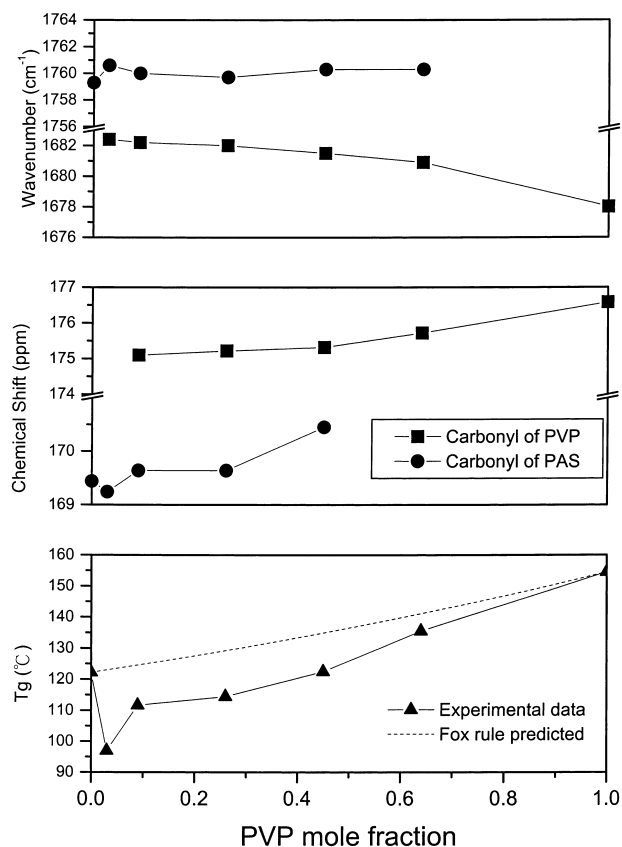 1764
1762
1760
1758
1756
1682
1680
1678
1676
Wavenumber (cm-1)
177
176
175
174
170
169
Chemical Shift (ppm)
Carbonyl of PVP
Carbonyl of PAS
160
150
140
130
120
110
100
90
Tg (℃)
Experimental data
Fox rule predicted
0.0 0.2 0.4 0.6 0.8 1.0
PVP mole fraction